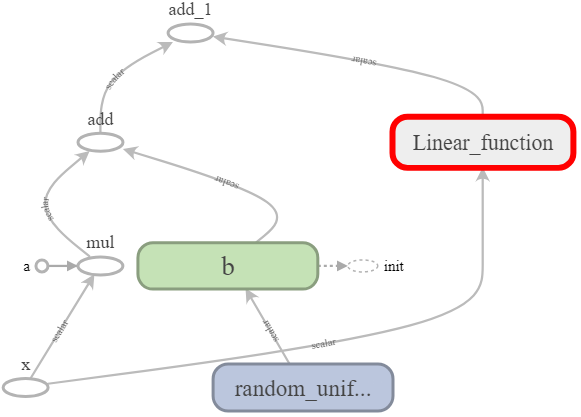 add_1
scalar
scalar
add
Linear_function
scalar
scalar
mul
a
b
init
scalar
scalar
scalar
x
random_unif...